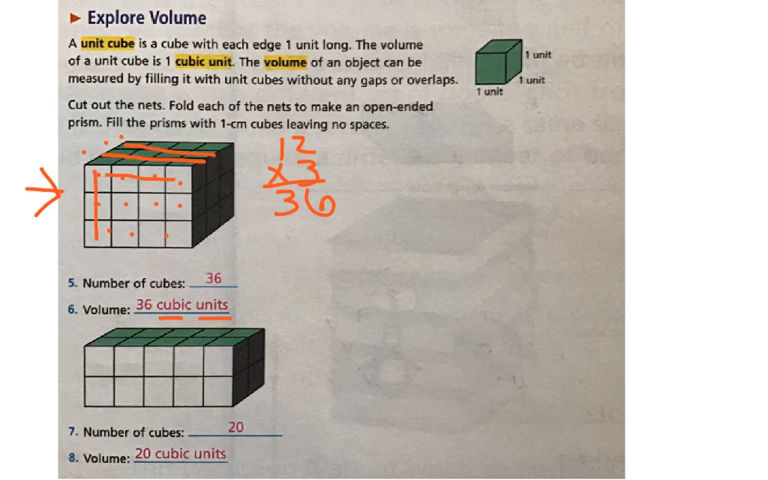 ► Explore Volume
A unit cube is a cube with each edge 1 unit long. The volume
of a unit cube is 1 cubic unit. The volume of an object can be
measured by filling it with unit cubes without any gaps or overlaps.
1 unit
1 unit
1 unit
Cut out the nets. Fold each of the nets to make an open-ended
prism. Fill the prisms with 1-cm cubes leaving no spaces.
12
x 3
36
5. Number of cubes: 36
6. Volume: 36 cubic units
7. Number of cubes: 20
8. Volume: 20 cubic units